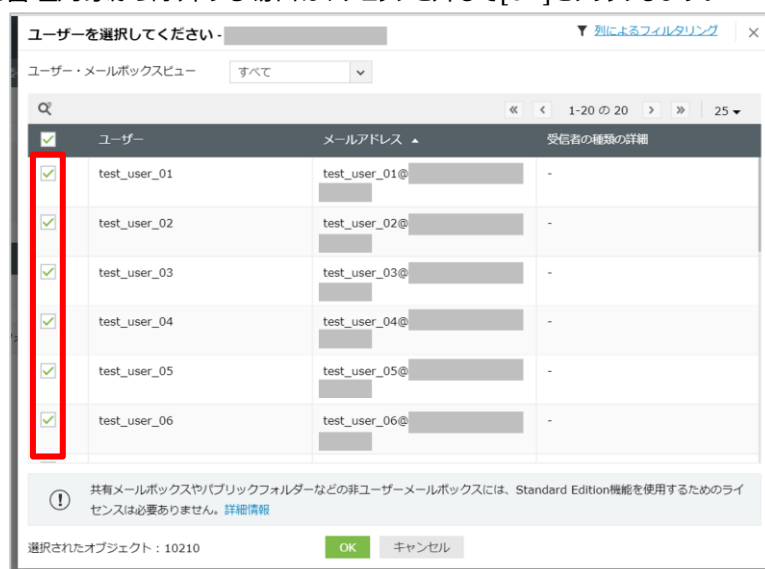 ユーザーを選択してください -
列によるフィルタリング
ユーザー・メールボックスビュー すべて
1-20 の 20 25
ユーザー メールアドレス 受信者の種類の詳細
test_user_01 test_user_01@ -
test_user_02 test_user_02@ -
test_user_03 test_user_03@ -
test_user_04 test_user_04@ -
test_user_05 test_user_05@ -
test_user_06 test_user_06@ -
共有メールボックスやパブリックフォルダーなどの非ユーザーメールボックスには、Standard Edition機能を使用するためのライ
センスは必要ありません。詳細情報
選択されたオブジェクト：10210 OK キャンセル